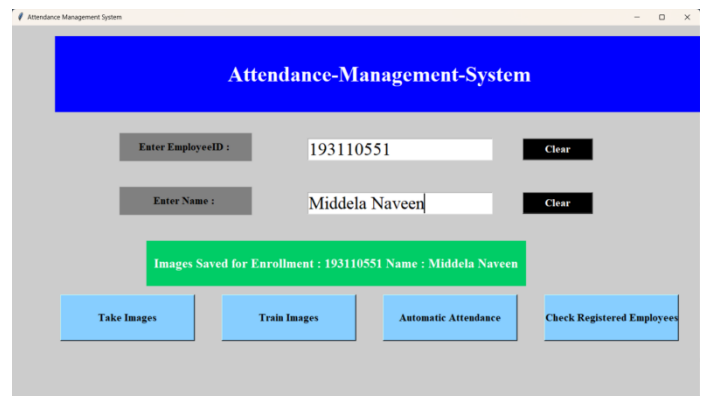 Attendance Management System
Attendance-Management-System
Enter EmployeeID :
193110551
Clear
Enter Name :
Middela Naveen
Clear
Images Saved for Enrollment : 193110551 Name : Middela Naveen
Take Images
Train Images
Automatic Attendance
Check Registered Employees